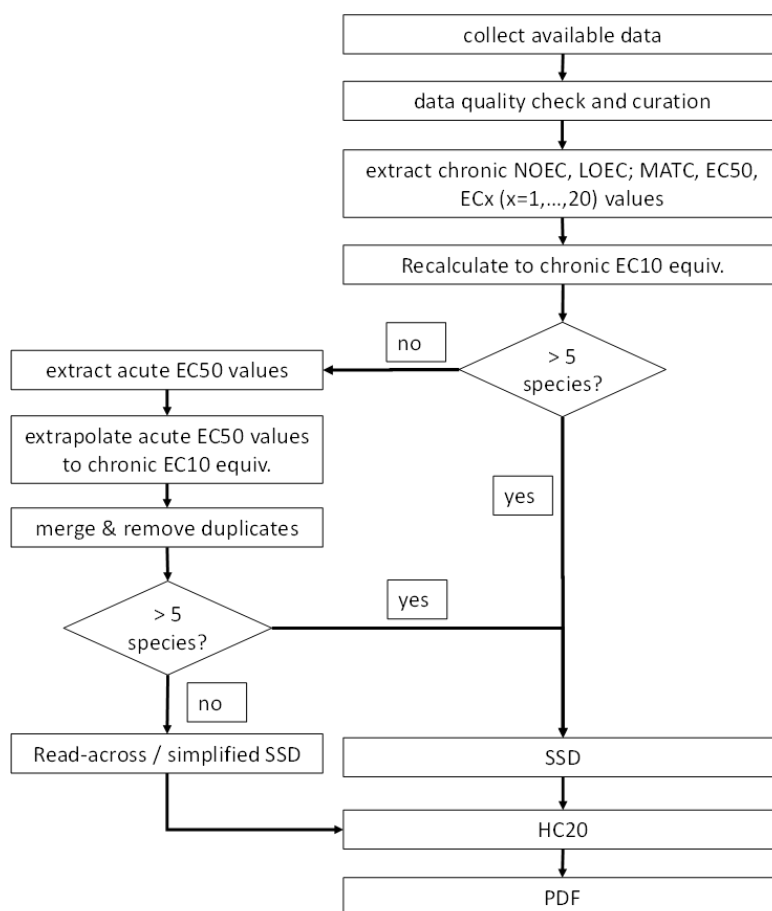 collect available data
data quality check and curation
extract chronic NOEC, LOEC; MATC, EC50,
ECx (x=1,...,20) values
Recalculate to chronic EC10 equiv.
no
> 5
species?
extract acute EC50 values
extrapolate acute EC50 values
to chronic EC10 equiv.
yes
merge & remove duplicates
> 5
species?
yes
no
Read-across / simplified SSD
SSD
HC20
PDF